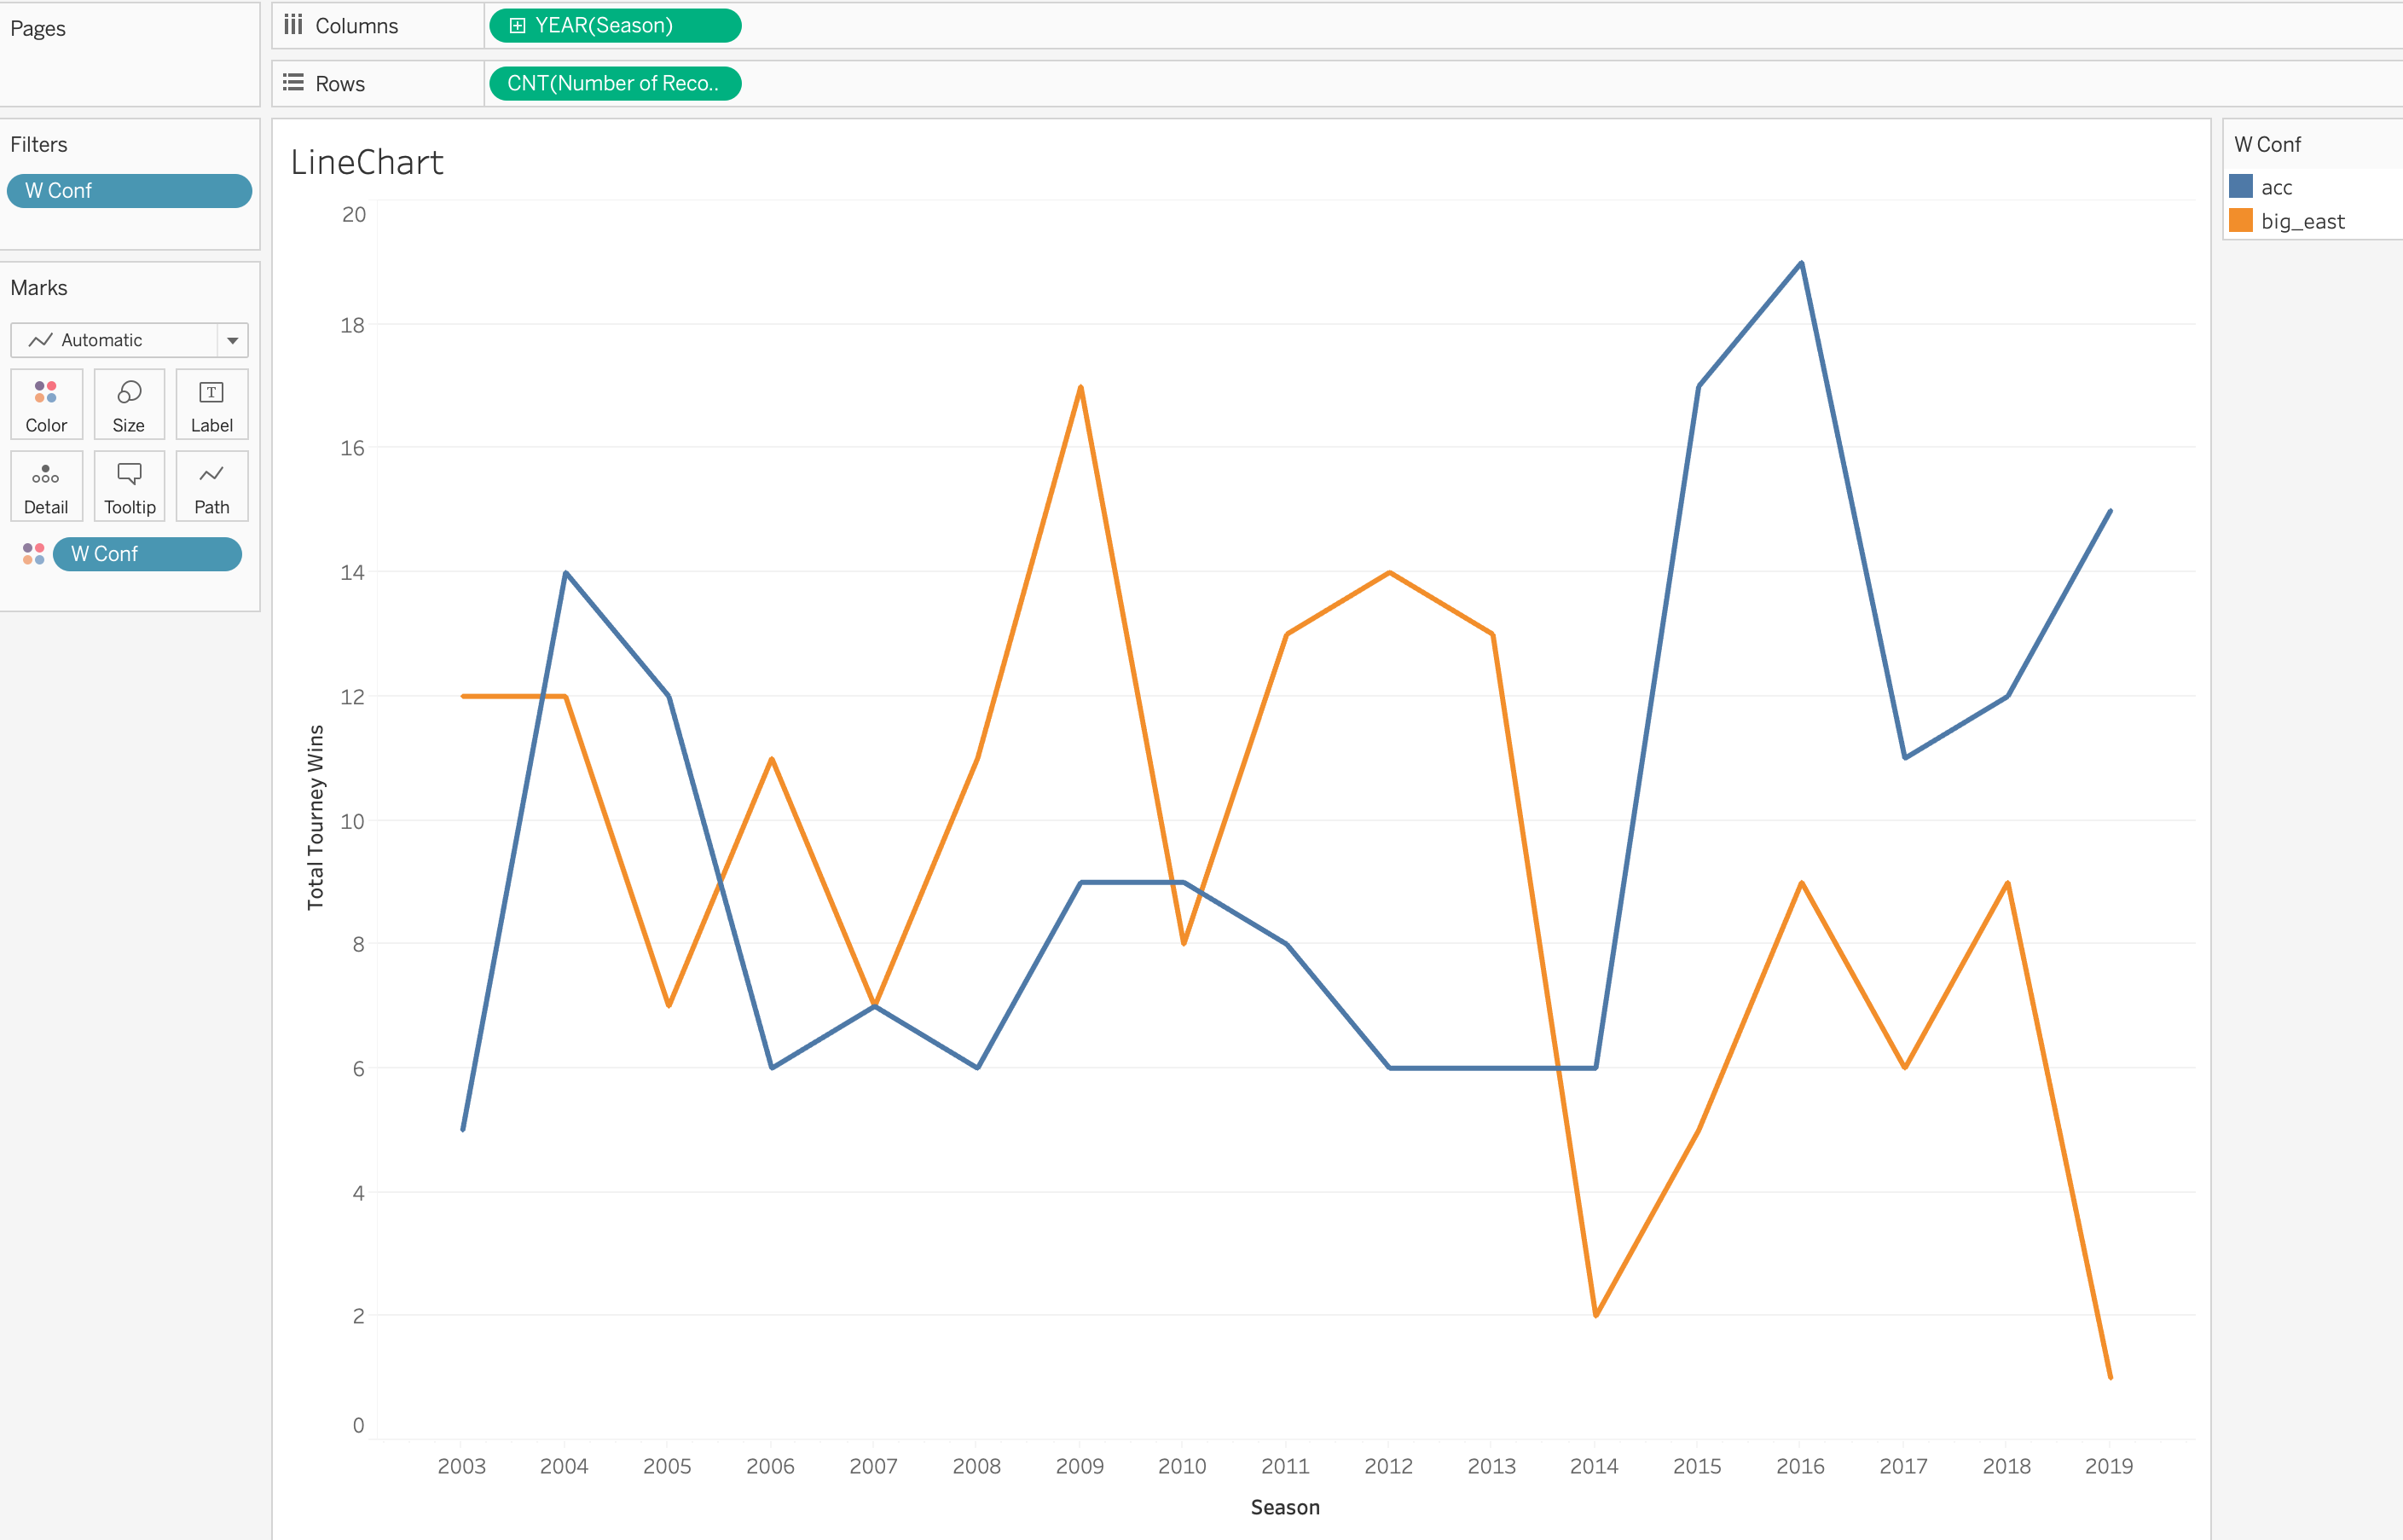 Pages
Columns
YEAR(Season)
Rows
CNT(Number of Reco..
Filters
W Conf
Marks
Automatic
Color
Size
T
Label
Detail
Tooltip
Path
W Conf
LineChart
20
18
16
14
12
10
8
6
4
2
0
Total Tourney Wins
2003 2004 2005 2006 2007 2008 2009 2010 2011 2012 2013 2014 2015 2016 2017 2018 2019
Season
W Conf
acc
big_east